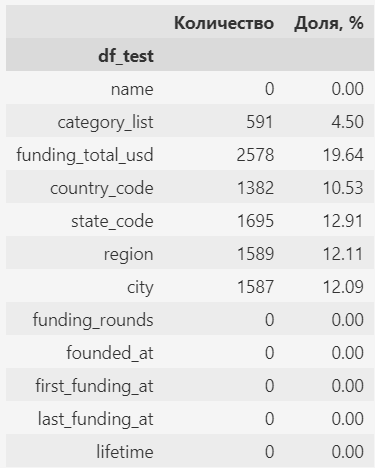 Количество Доля, %
df_test
name 0 0.00
category_list 591 4.50
funding_total_usd 2578 19.64
country_code 1382 10.53
state_code 1695 12.91
region 1589 12.11
city 1587 12.09
funding_rounds 0 0.00
founded_at 0 0.00
first_funding_at 0 0.00
last_funding_at 0 0.00
lifetime 0 0.00